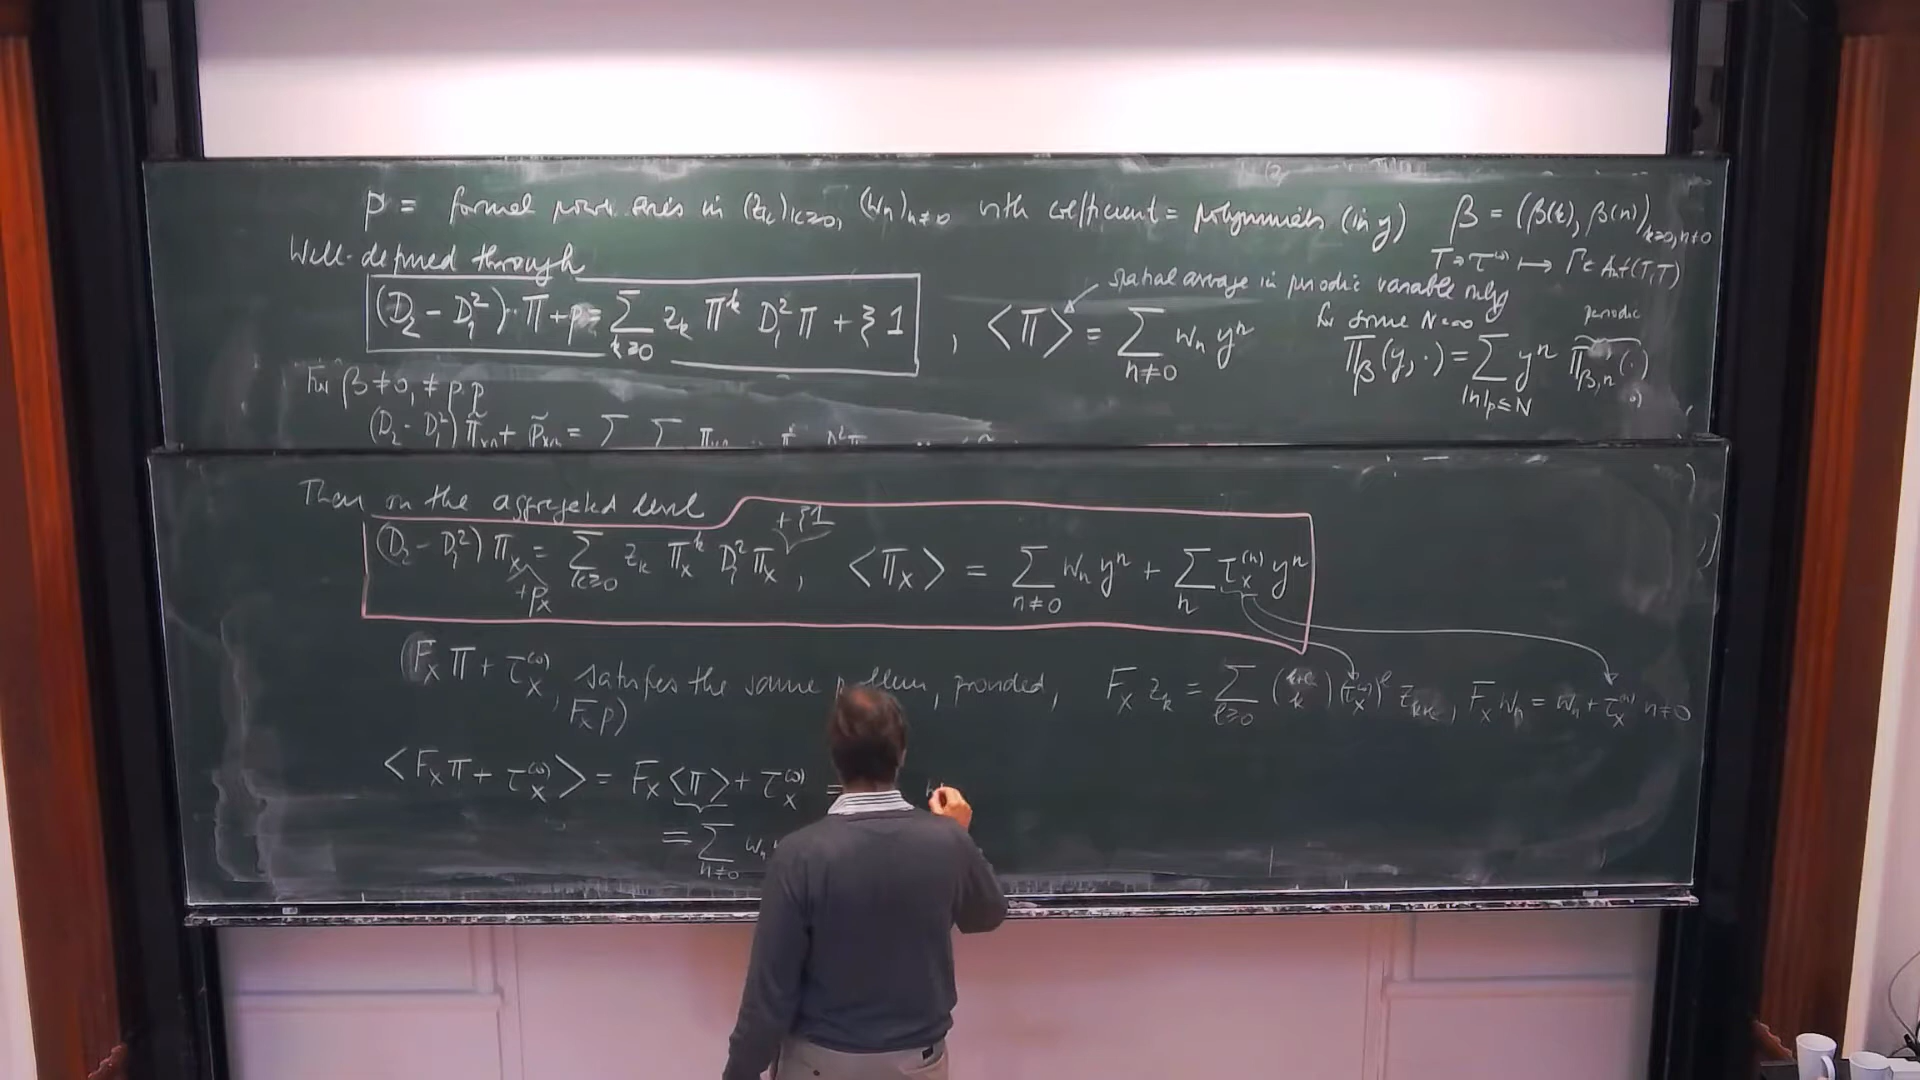 p = formal power series in (z_k)_{k≥0}, (w_n)_{n≠0} with coefficient = polynomials (in y)
β = (β(k), β(n))_{k≥0, n≠0}
Well-defined through
T ∋ τ^{(n)} ↦ Γ ∈ Aut(T,T)
(D_2 - D_1^2) · Π + p = Σ_{k≥0} z_k Π^k D_1^2 Π + ξ 1 , <Π> = Σ_{n≠0} w_n y^n
spatial average in periodic variable only
for some N<∞
periodic
Π_β(y, ·) = Σ_{|n|_p ≤ N} y^n Π_{β,n}(·)
For β ≠ 0, ≠ p.p
Then on the aggregated level
(D_2 - D_1^2) Π_x = Σ_{k≥0} z_k Π_x^k D_1^2 Π_x , <Π_x> = Σ_{n≠0} w_n y^n + Σ_n τ_x^{(n)} y^n
+ξ1
+p_x
(F_x Π + τ_x^{(0)}, satisfies the same problem, provided, F_x z_k = Σ_{ℓ≥0} (k+ℓ k) (τ_x^{(0)})^ℓ z_{k+ℓ}, F_x w_n = w_n + τ_x^{(n)} n≠0
F_x p)
<F_x Π + τ_x^{(0)}> = F_x <Π> + τ_x^{(0)} =
= Σ_{n≠0} w_n